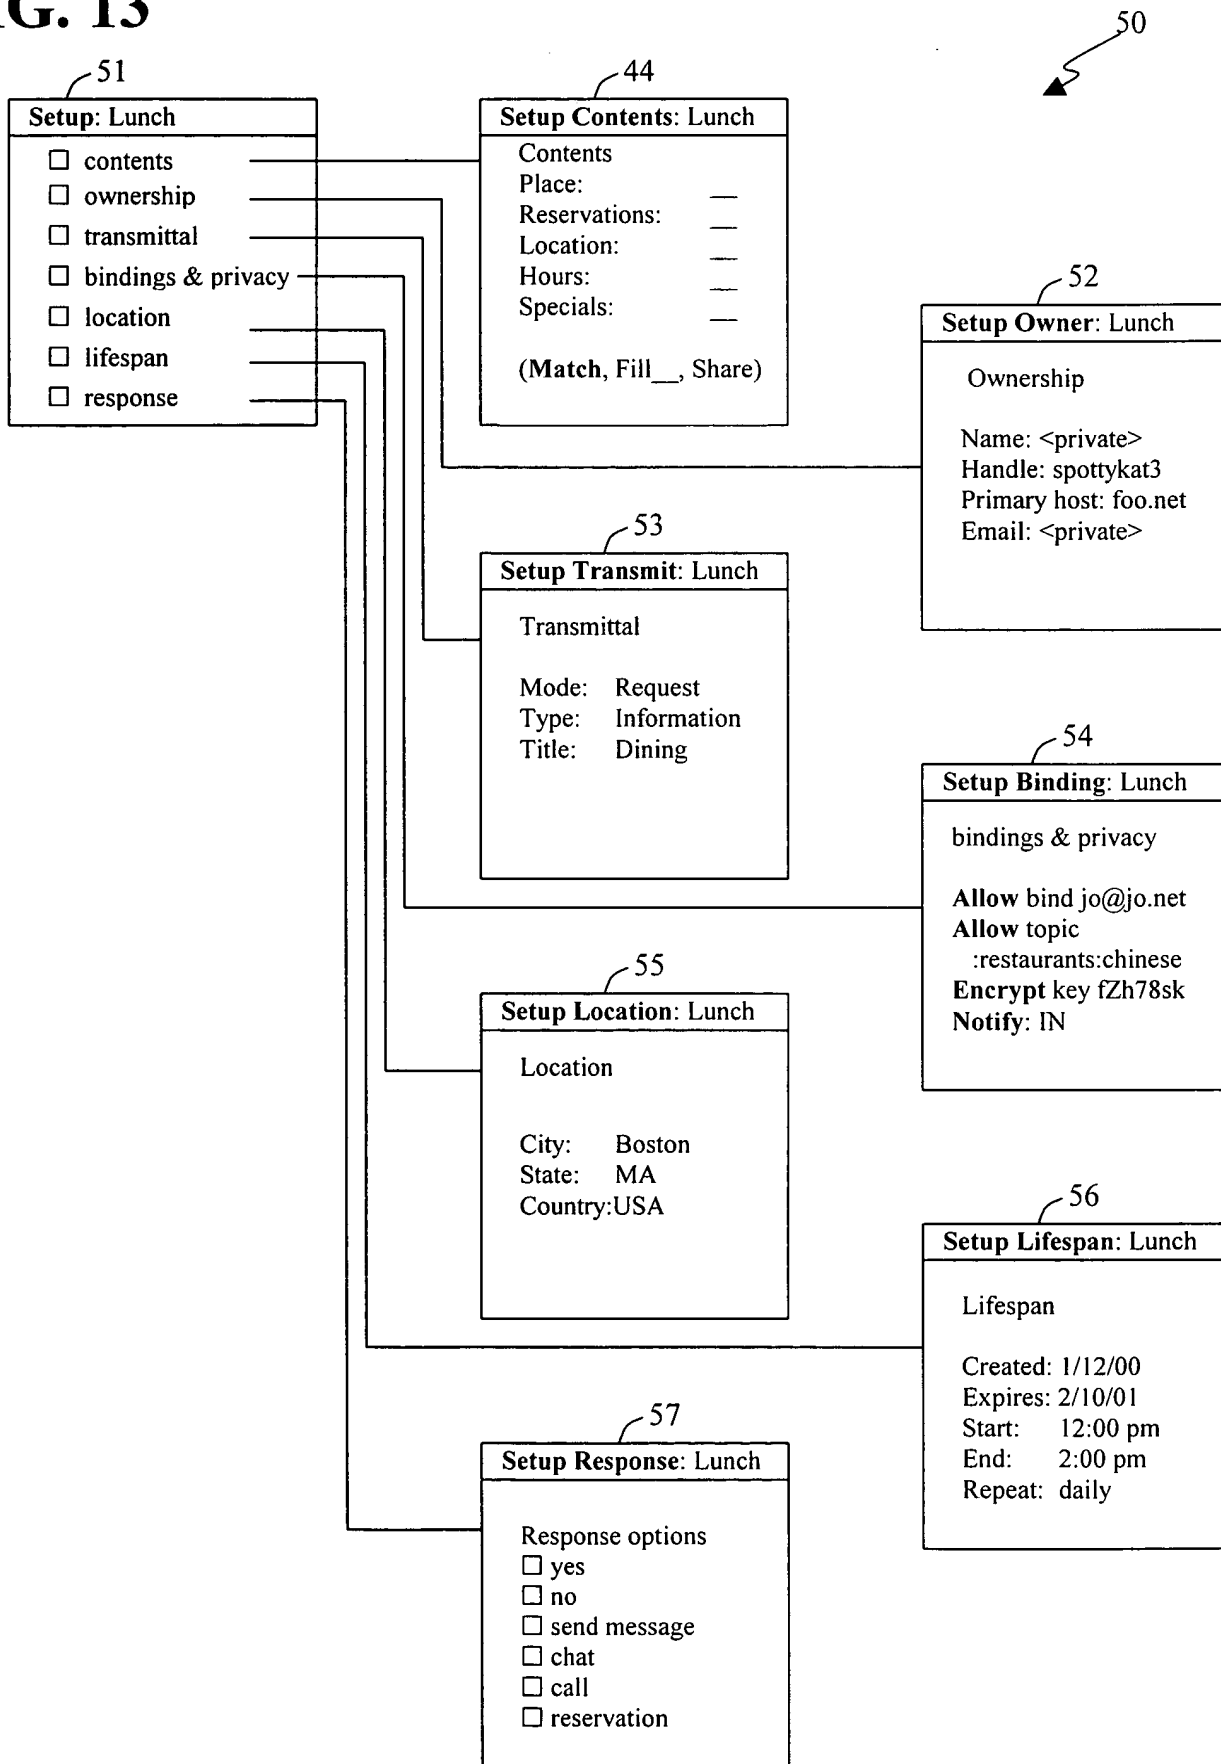 G. 13
50
51
Setup: Lunch
contents
ownership
transmittal
bindings & privacy
location
lifespan
response
44
Setup Contents: Lunch
Contents
Place: __
Reservations: __
Location: __
Hours: __
Specials: __
(Match, Fill__, Share)
52
Setup Owner: Lunch
Ownership
Name: <private>
Handle: spottykat3
Primary host: foo.net
Email: <private>
53
Setup Transmit: Lunch
Transmittal
Mode: Request
Type: Information
Title: Dining
54
Setup Binding: Lunch
bindings & privacy
Allow bind jo@jo.net
Allow topic
:restaurants:chinese
Encrypt key fZh78sk
Notify: IN
55
Setup Location: Lunch
Location
City: Boston
State: MA
Country:USA
56
Setup Lifespan: Lunch
Lifespan
Created: 1/12/00
Expires: 2/10/01
Start: 12:00 pm
End: 2:00 pm
Repeat: daily
57
Setup Response: Lunch
Response options
yes
no
send message
chat
call
reservation